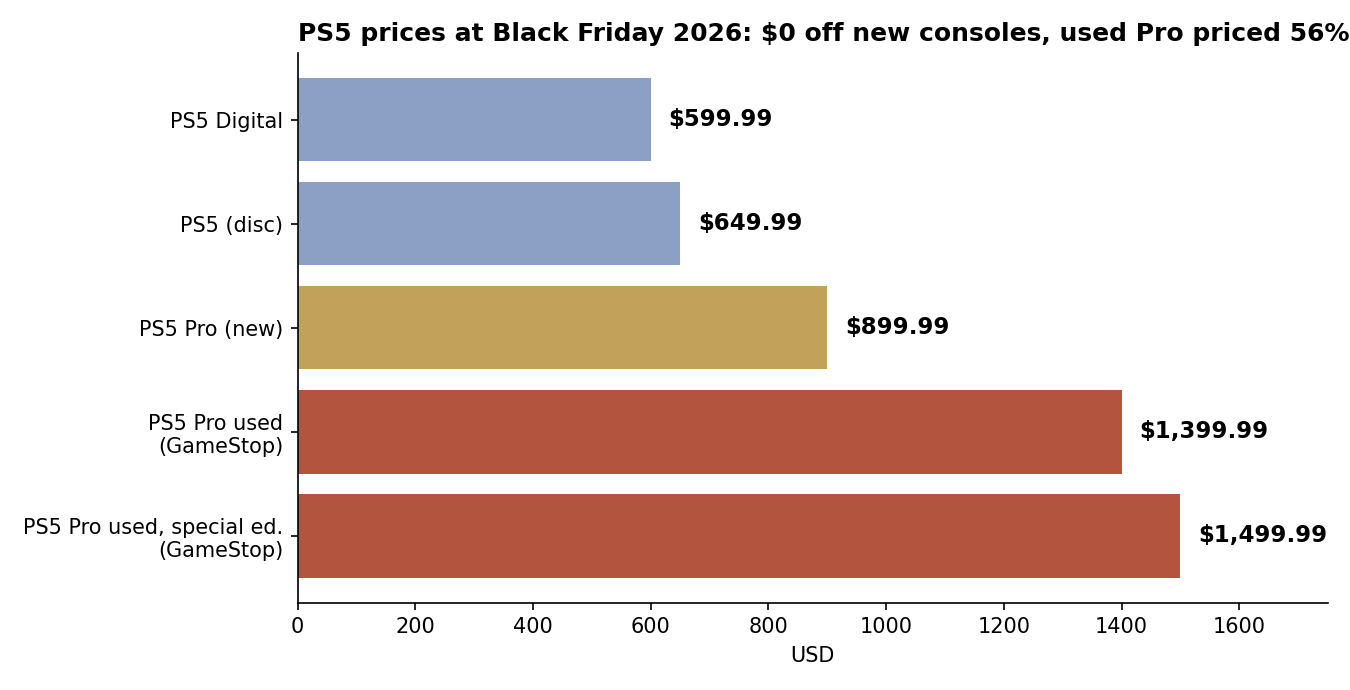 PS5 prices at Black Friday 2026: $0 off new consoles, used Pro priced 56%
PS5 Digital
$599.99
PS5 (disc)
$649.99
PS5 Pro (new)
$899.99
PS5 Pro used
(GameStop)
$1,399.99
PS5 Pro used, special ed.
(GameStop)
$1,499.99
0 200 400 600 800 1000 1200 1400 1600
USD